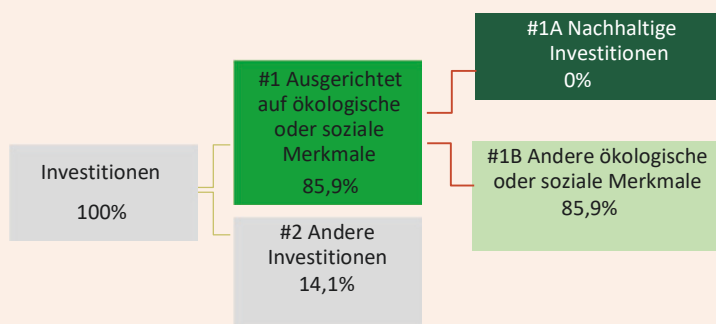 Investitionen
100%
#1 Ausgerichtet
auf ökologische
oder soziale
Merkmale
85,9%
#2 Andere
Investitionen
14,1%
#1A Nachhaltige
Investitionen
0%
#1B Andere ökologische
oder soziale Merkmale
85,9%